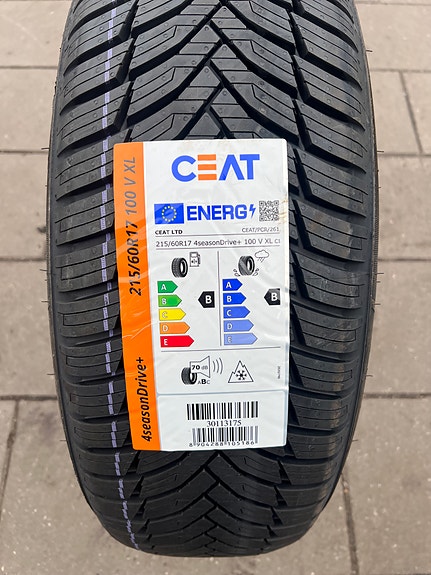 CEAT
215/60R17 100 V XL
4seasonDrive+
ENERG
CEAT LTD
CEAT/PCR/261
215/60R17 4seasonDrive+ 100 V XL
A
B
C
D
E
B
A
B
C
D
E
B
70 dB
ABC
30113175
8904288105186